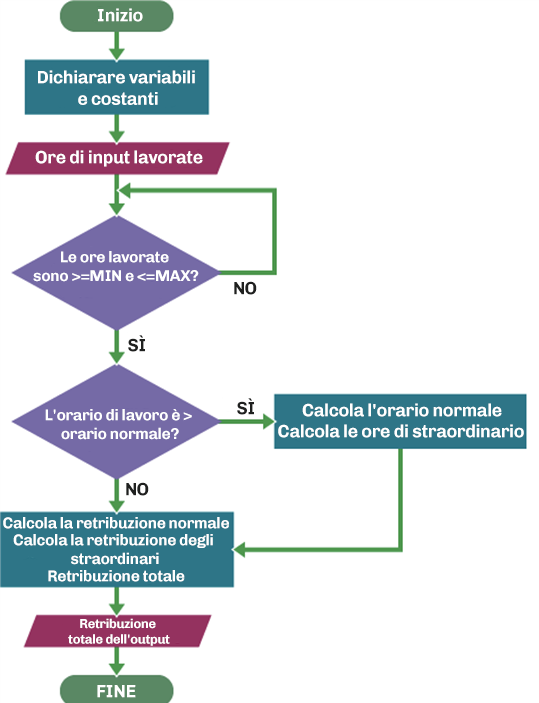 Inizio
Dichiarare variabili
e costanti
Ore di input lavorate
Le ore lavorate
sono >=MIN e <=MAX?
NO
SÌ
L'orario di lavoro è >
orario normale?
SÌ
Calcola l'orario normale
Calcola le ore di straordinario
NO
Calcola la retribuzione normale
Calcola la retribuzione degli
straordinari
Retribuzione totale
Retribuzione
totale dell'output
FINE